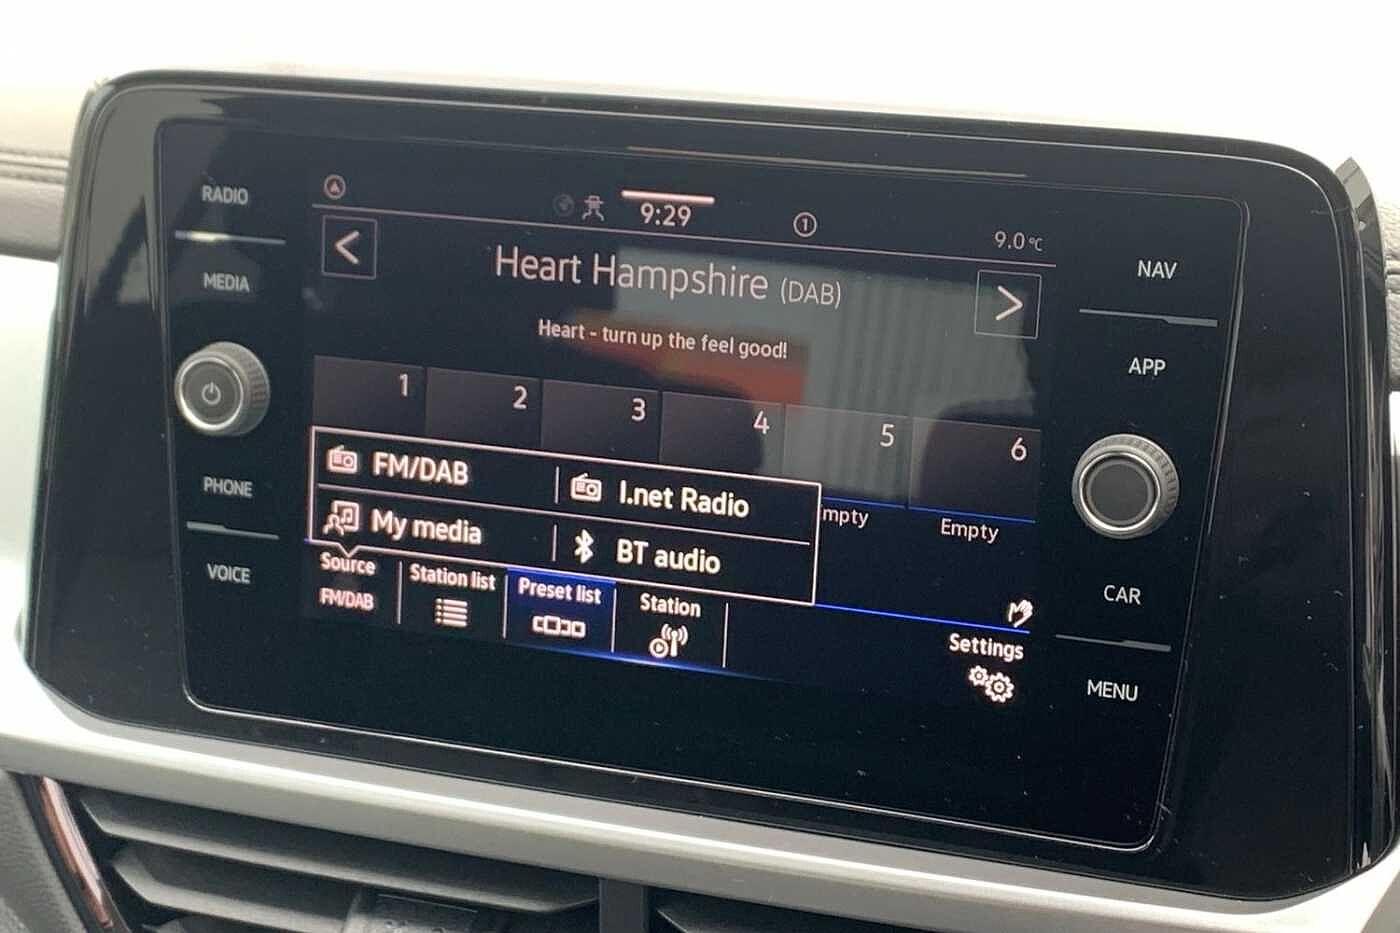 RADIO
MEDIA
PHONE
VOICE
9:29
1
9.0°C
Heart Hampshire (DAB)
Heart - turn up the feel good!
1 2 3 4 5 6
FM/DAB
I.net Radio
My media
BT audio
mpty
Empty
Source
FM/DAB
Station list
Preset list
Station
Settings
NAV
APP
CAR
MENU